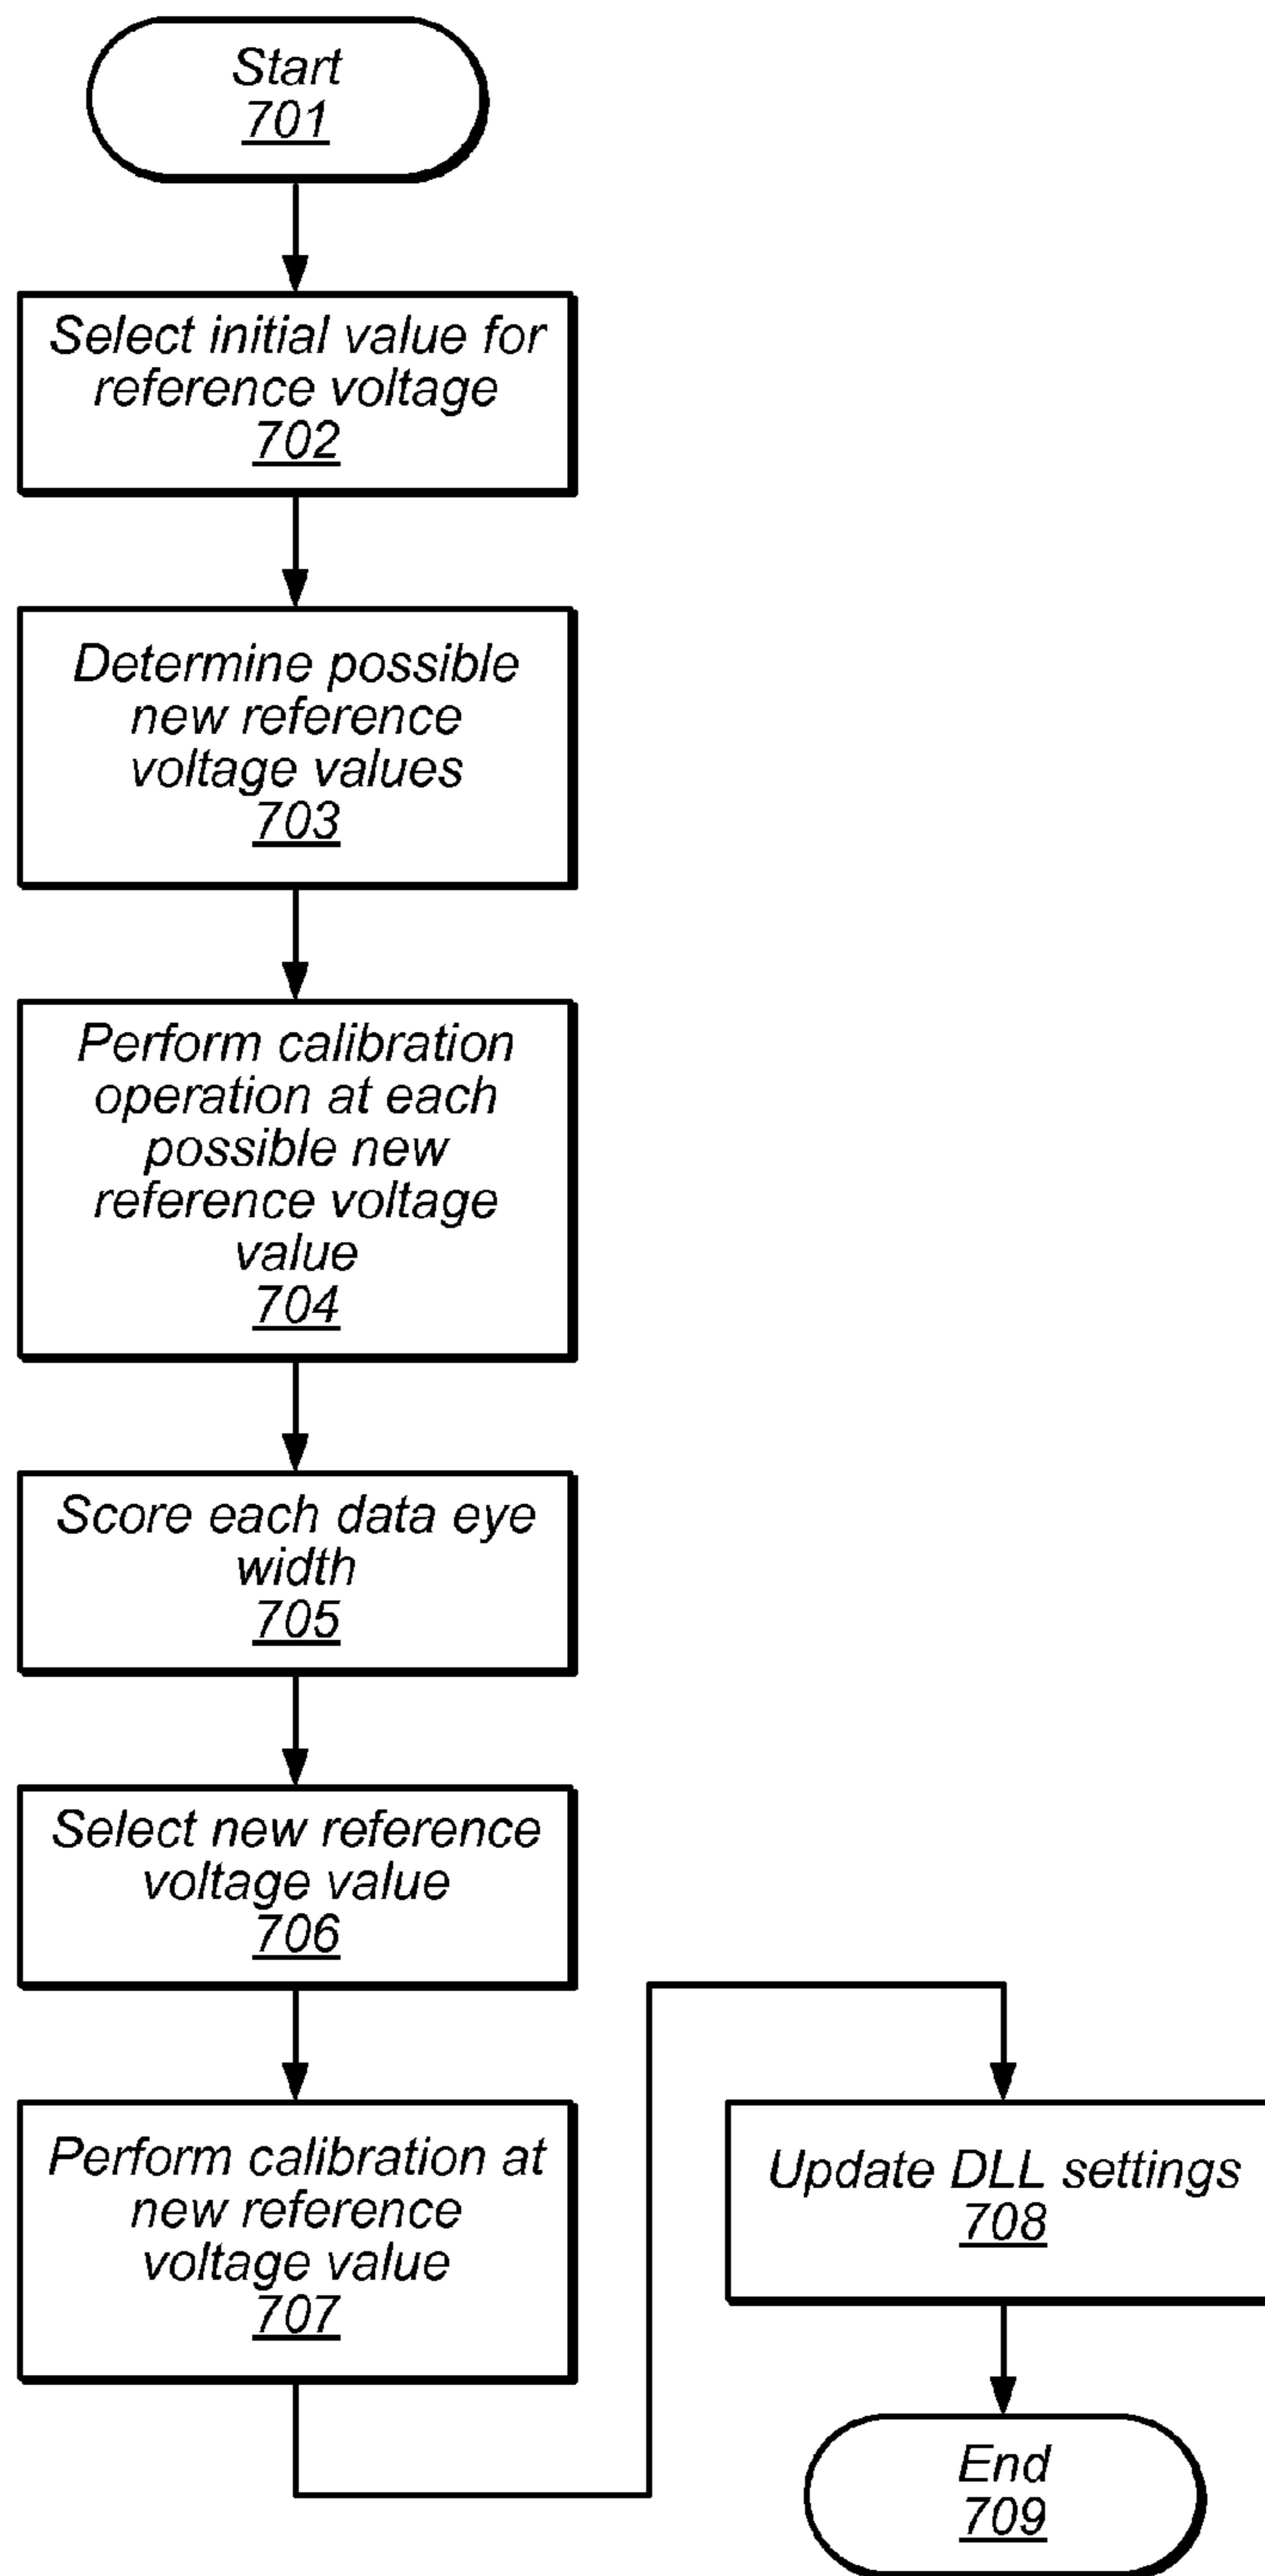 Start
701
Select initial value for
reference voltage
702
Determine possible
new reference
voltage values
703
Perform calibration
operation at each
possible new
reference voltage
value
704
Score each data eye
width
705
Select new reference
voltage value
706
Perform calibration at
new reference
voltage value
707
Update DLL settings
708
End
709